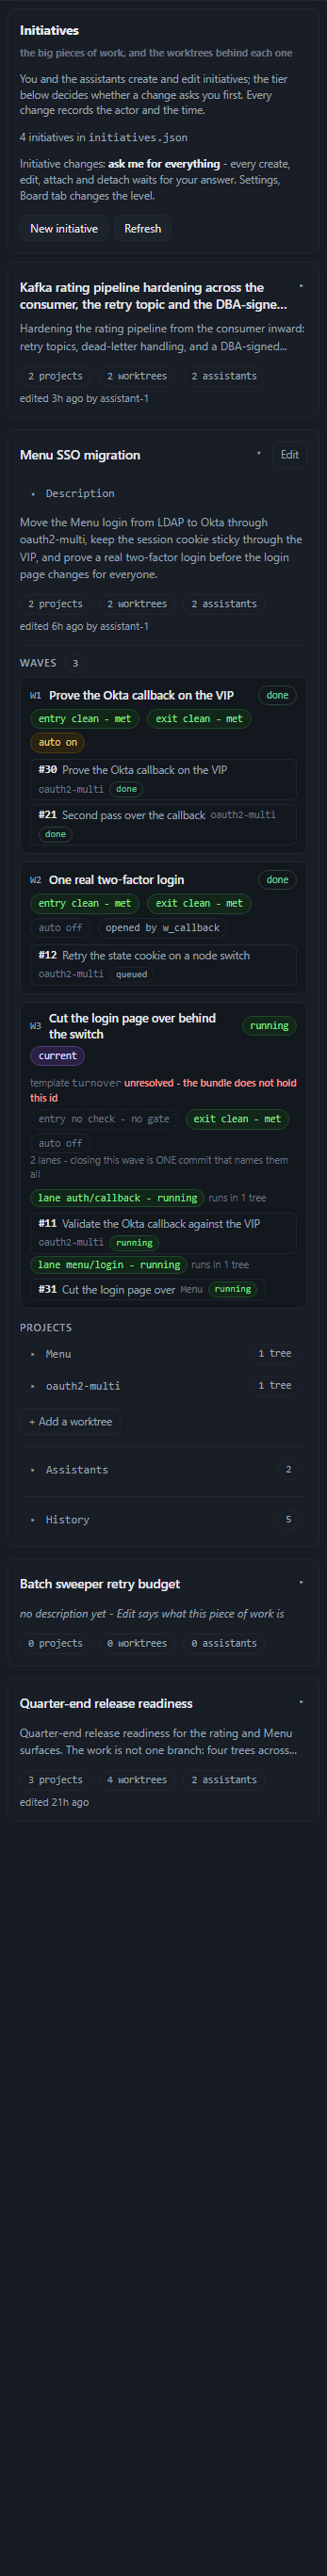 Initiatives
the big pieces of work, and the worktrees behind each one
You and the assistants create and edit initiatives; the tier
below decides whether a change asks you first. Every
change records the actor and the time.
4 initiatives in initiatives.json
Initiative changes: ask me for everything - every create,
edit, attach and detach waits for your answer. Settings,
Board tab changes the level.
New initiative Refresh
Kafka rating pipeline hardening across the
consumer, the retry topic and the DBA-signe...
Hardening the rating pipeline from the consumer inward:
retry topics, dead-letter handling, and a DBA-signed...
2 projects 2 worktrees 2 assistants
edited 3h ago by assistant-1
Menu SSO migration Edit
Description
Move the Menu login from LDAP to Okta through
oauth2-multi, keep the session cookie sticky through the
VIP, and prove a real two-factor login before the login
page changes for everyone.
2 projects 2 worktrees 2 assistants
edited 6h ago by assistant-1
WAVES 3
W1 Prove the Okta callback on the VIP done
entry clean - met exit clean - met
auto on
#30 Prove the Okta callback on the VIP
oauth2-multi done
#21 Second pass over the callback oauth2-multi
done
W2 One real two-factor login done
entry clean - met exit clean - met
auto off opened by w_callback
#12 Retry the state cookie on a node switch
oauth2-multi queued
W3 Cut the login page over behind
the switch running
current
template turnover unresolved - the bundle does not hold
this id
entry no check - no gate exit clean - met
auto off
2 lanes - closing this wave is ONE commit that names them
all
lane auth/callback - running runs in 1 tree
#11 Validate the Okta callback against the VIP
oauth2-multi running
lane menu/login - running runs in 1 tree
#31 Cut the login page over Menu running
PROJECTS
Menu 1 tree
oauth2-multi 1 tree
+ Add a worktree
Assistants 2
History 5
Batch sweeper retry budget
no description yet - Edit says what this piece of work is
0 projects 0 worktrees 0 assistants
Quarter-end release readiness
Quarter-end release readiness for the rating and Menu
surfaces. The work is not one branch: four trees across...
3 projects 4 worktrees 2 assistants
edited 21h ago